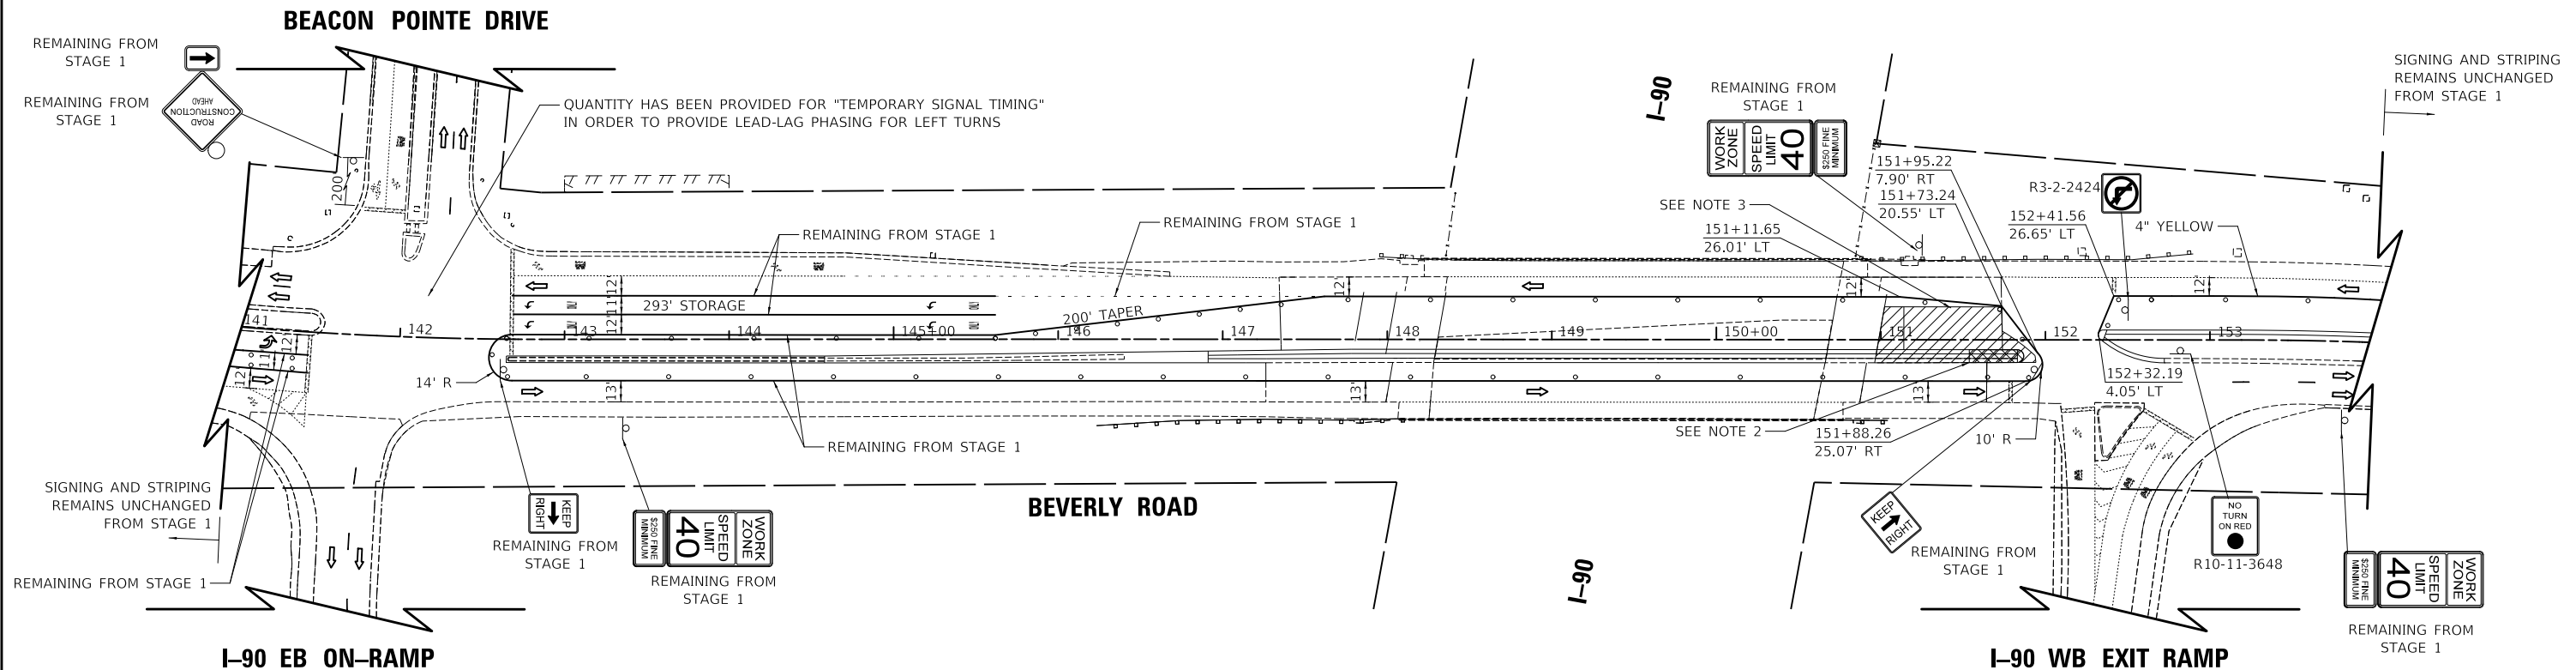 BEACON POINTE DRIVE
REMAINING FROM
STAGE 1
REMAINING FROM
STAGE 1
ROAD
CONSTRUCTION
AHEAD
QUANTITY HAS BEEN PROVIDED FOR "TEMPORARY SIGNAL TIMING"
IN ORDER TO PROVIDE LEAD-LAG PHASING FOR LEFT TURNS
200'
I-90
REMAINING FROM
STAGE 1
WORK
ZONE
SPEED
LIMIT
40
$250 FINE
MINIMUM
SIGNING AND STRIPING
REMAINS UNCHANGED
FROM STAGE 1
151+95.22
7.90' RT
151+73.24
20.55' LT
SEE NOTE 3
151+11.65
26.01' LT
R3-2-2424
152+41.56
26.65' LT
4" YELLOW
REMAINING FROM STAGE 1
REMAINING FROM STAGE 1
12'
11'
12'
293' STORAGE
200' TAPER
12'
12'
12'
141
142
143
144
145+00
146
147
148
149
150+00
151
152
153
12'
11'
12'
14' R
13'
13'
13'
152+32.19
4.05' LT
REMAINING FROM STAGE 1
SEE NOTE 2
151+88.26
25.07' RT
10' R
SIGNING AND STRIPING
REMAINS UNCHANGED
FROM STAGE 1
REMAINING FROM STAGE 1
KEEP
RIGHT
REMAINING FROM
STAGE 1
WORK
ZONE
SPEED
LIMIT
40
$250 FINE
MINIMUM
REMAINING FROM
STAGE 1
BEVERLY ROAD
I-90
KEEP
RIGHT
REMAINING FROM
STAGE 1
NO
TURN
ON RED
R10-11-3648
WORK
ZONE
SPEED
LIMIT
40
$250 FINE
MINIMUM
REMAINING FROM
STAGE 1
I-90 EB ON-RAMP
I-90 WB EXIT RAMP